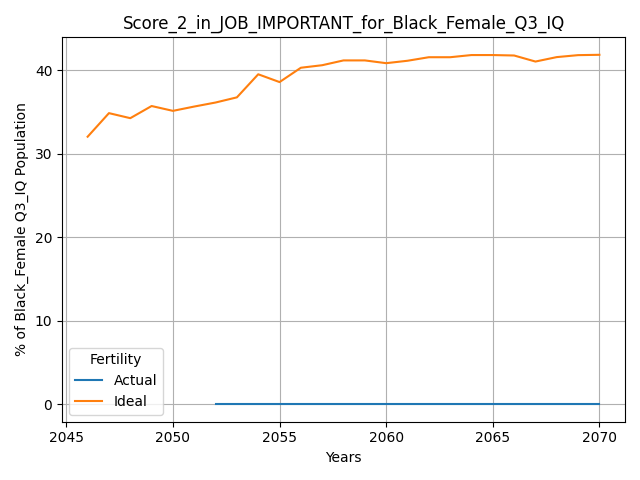 Score_2_in_JOB_IMPORTANT_for_Black_Female_Q3_IQ
% of Black_Female Q3_IQ Population
40
30
20
10
0
Fertility
Actual
Ideal
2045 2050 2055 2060 2065 2070
Years